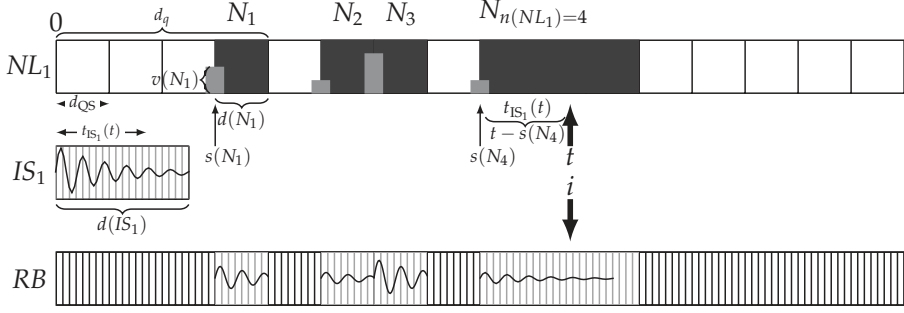 0 d_q N_1 N_2 N_3 N_{n(NL_1)=4}
NL_1
v(N_1)
d_QS d(N_1) t_{IS_1}(t)
t_{IS_1}(t) s(N_1) s(N_4) t − s(N_4) t
IS_1 i
d(IS_1)
RB